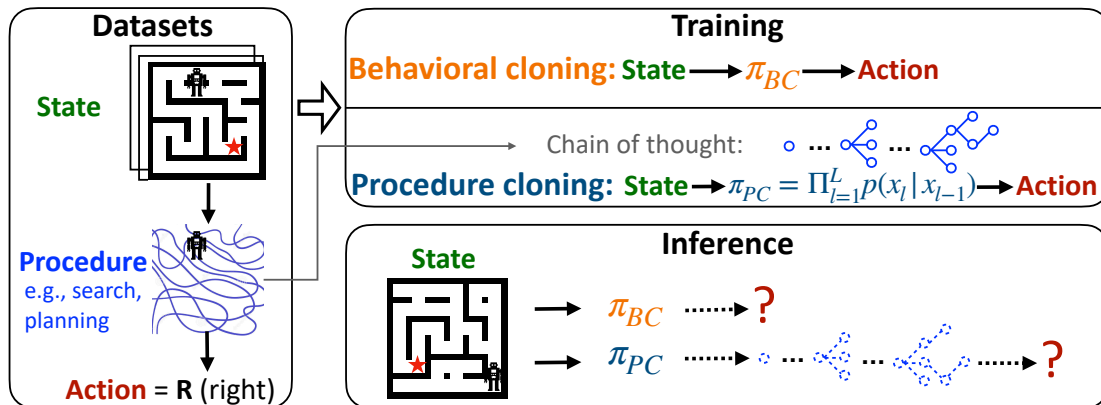 Datasets
State
Procedure
e.g., search,
planning
Action = R (right)
Training
Behavioral cloning: State π_BC Action
Chain of thought: ... ...
Procedure cloning: State π_PC = Π_{l=1}^{L} p(x_l | x_{l-1}) Action
Inference
State
π_BC ?
π_PC ... ... ?